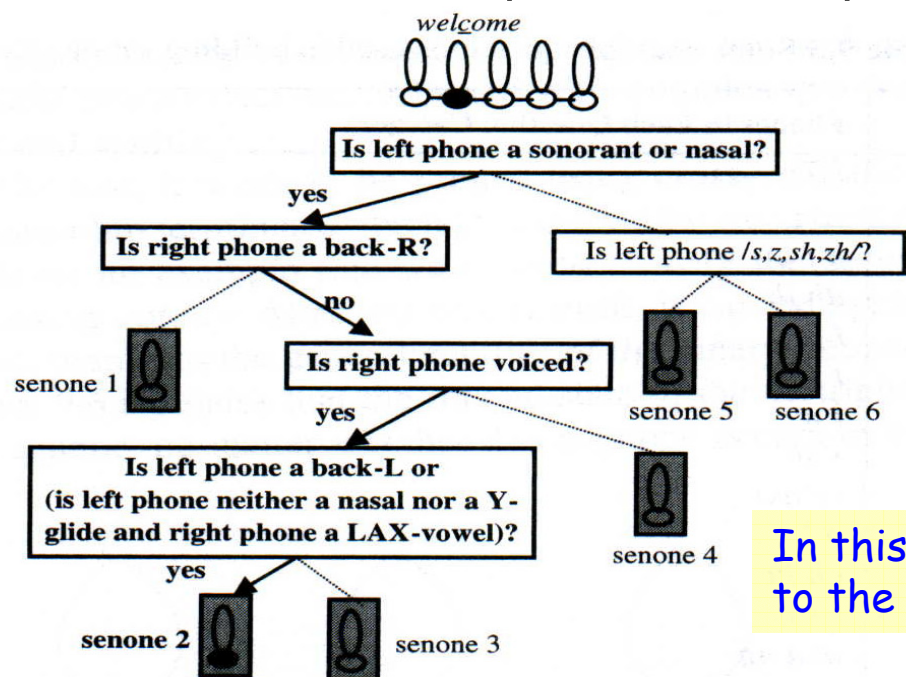 welcome
Is left phone a sonorant or nasal?
yes
Is right phone a back-R?
Is left phone /s,z,sh,zh/?
no
senone 1
Is right phone voiced?
senone 5
senone 6
yes
Is left phone a back-L or
(is left phone neither a nasal nor a Y-
glide and right phone a LAX-vowel)?
senone 4
In this
to the
yes
senone 2
senone 3